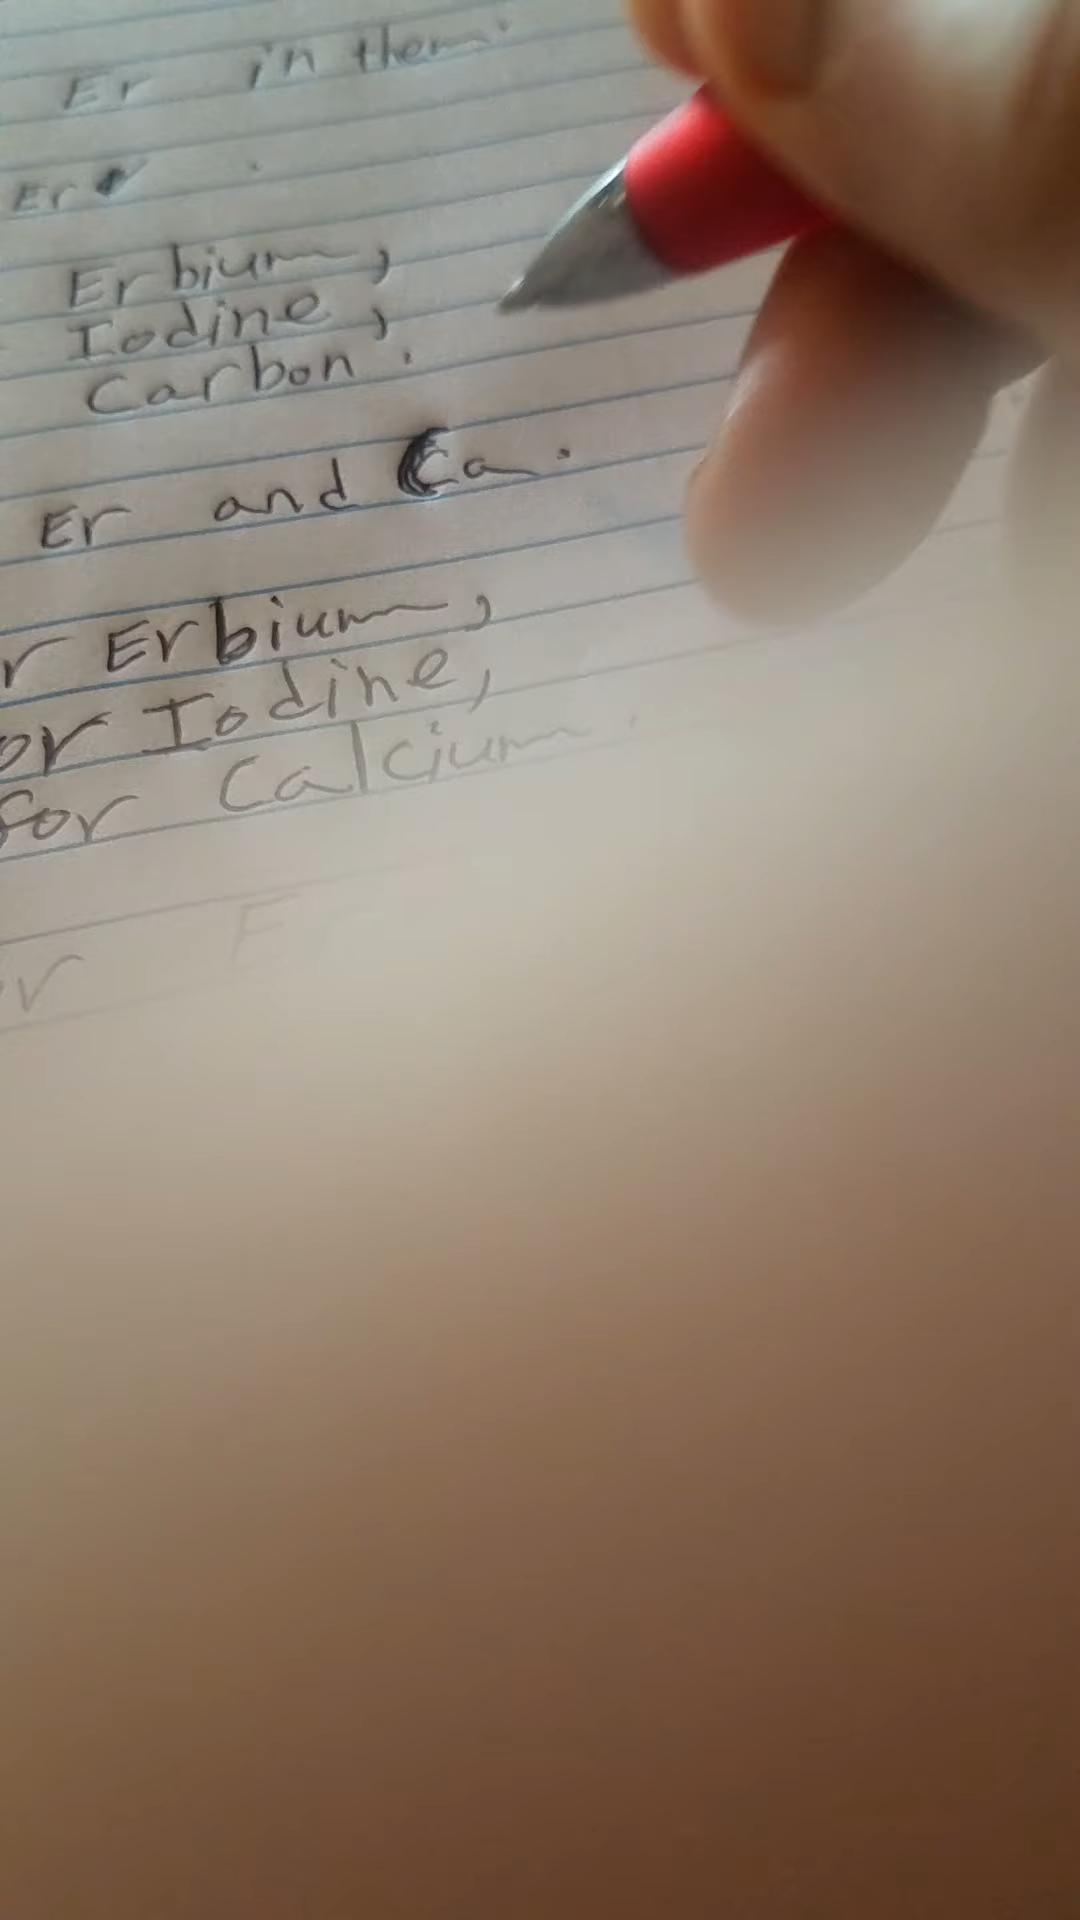 Er in them.
Er
Erbium,
Iodine,
Carbon.
Er and Ca.
r Erbium,
or Iodine,
for Calcium.
r E